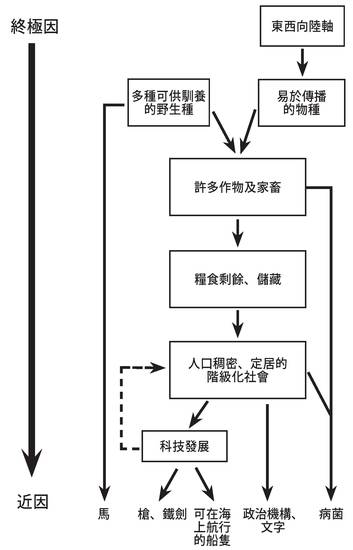 終極因
東西向陸軸
多種可供馴養
的野生種
易於傳播
的物種
許多作物及家畜
糧食剩餘、儲藏
人口稠密、定居的
階級化社會
科技發展
近因
馬
槍、鐵劍
可在海
上航行
的船隻
政治機構、
文字
病菌